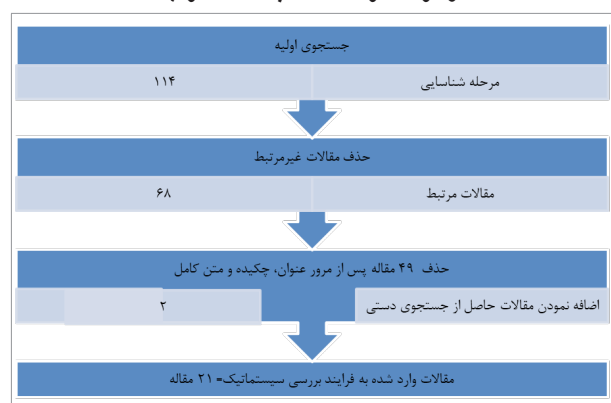 جستجوی اولیه
مرحله شناسایی ۱۱۴
حذف مقالات غیرمرتبط
مقالات مرتبط ۶۸
حذف ۴۹ مقاله پس از مرور عنوان، چکیده و متن کامل
اضافه نمودن مقالات حاصل از جستجوی دستی ۲
مقالات وارد شده به فرایند بررسی سیستماتیک= ۲۱ مقاله